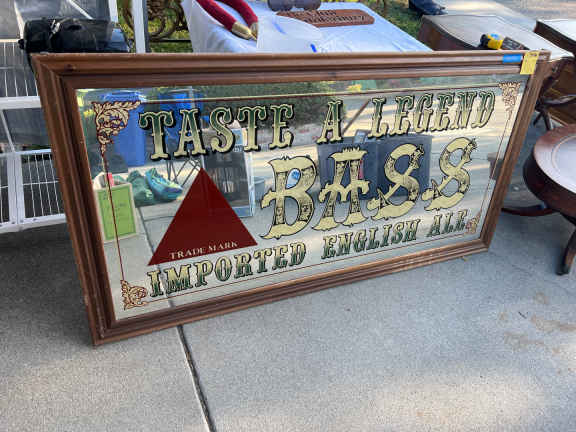 TASTE A LEGEND
BASS
TRADE MARK
IMPORTED ENGLISH ALE